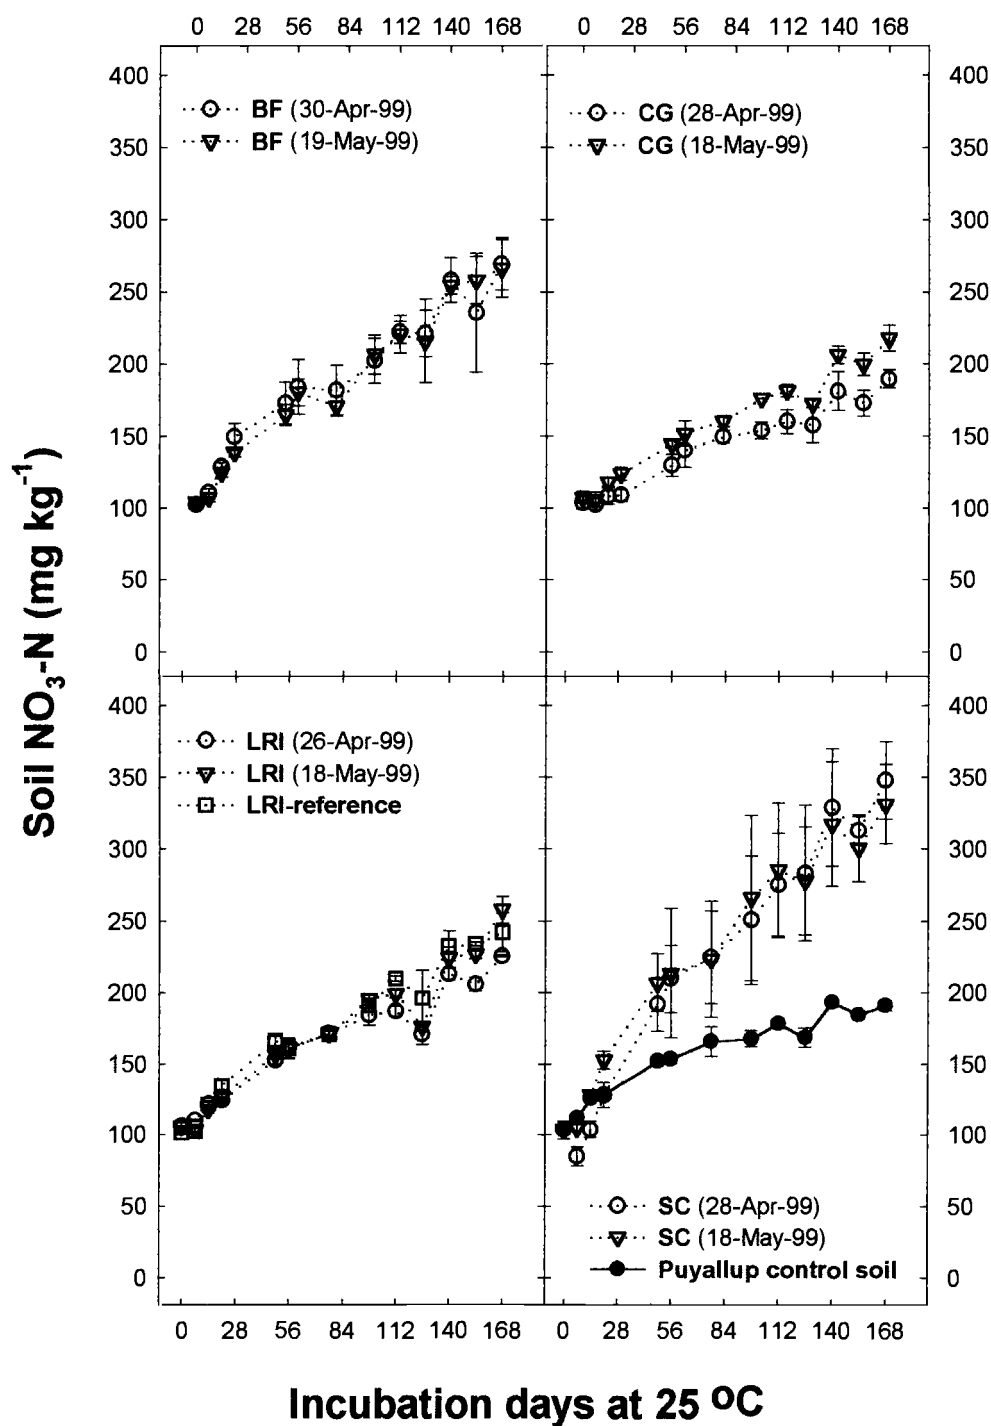 0 28 56 84 112 140 168
0 28 56 84 112 140 168
400
350
300
250
200
150
100
50
0
BF (30-Apr-99)
BF (19-May-99)
CG (28-Apr-99)
CG (18-May-99)
400
350
300
250
200
150
100
50
0
Soil NO₃-N (mg kg⁻¹)
400
350
300
250
200
150
100
50
0
LRI (26-Apr-99)
LRI (18-May-99)
LRI-reference
400
350
300
250
200
150
100
50
0
SC (28-Apr-99)
SC (18-May-99)
Puyallup control soil
0 28 56 84 112 140 168
0 28 56 84 112 140 168
Incubation days at 25 ºC